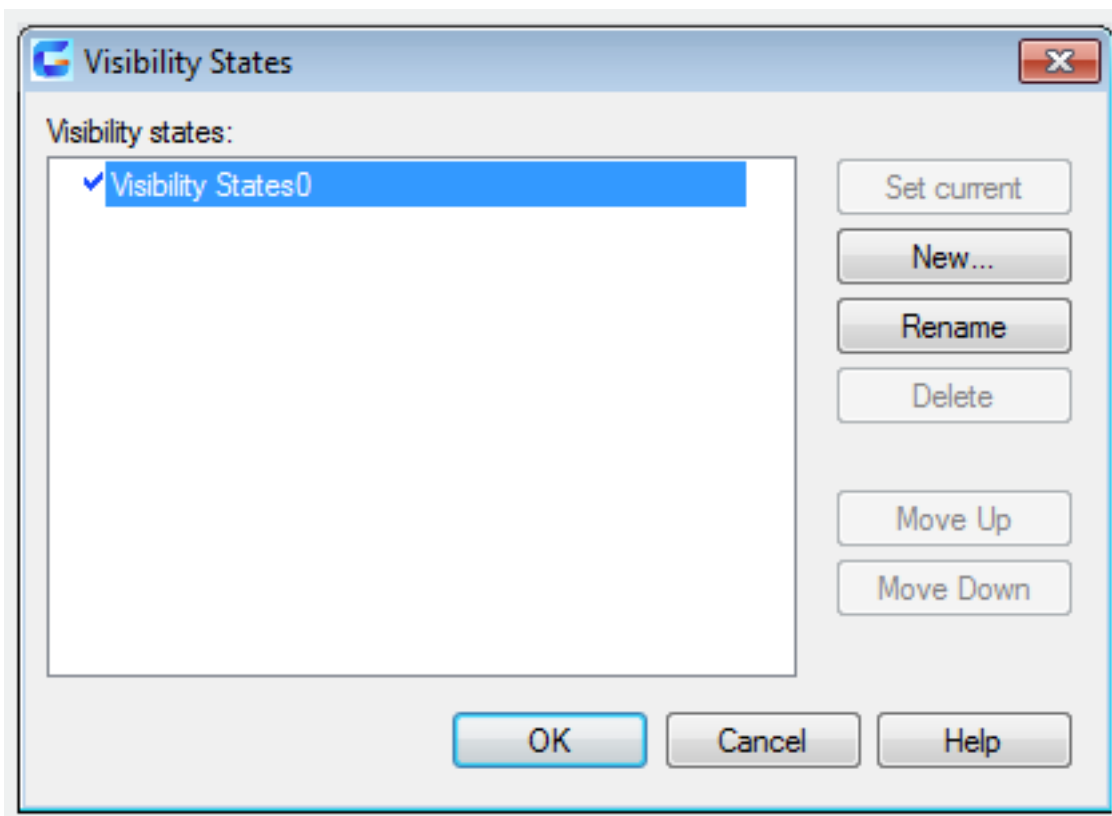 Visibility States
Visibility states:
Visibility States0
Set current
New...
Rename
Delete
Move Up
Move Down
OK
Cancel
Help